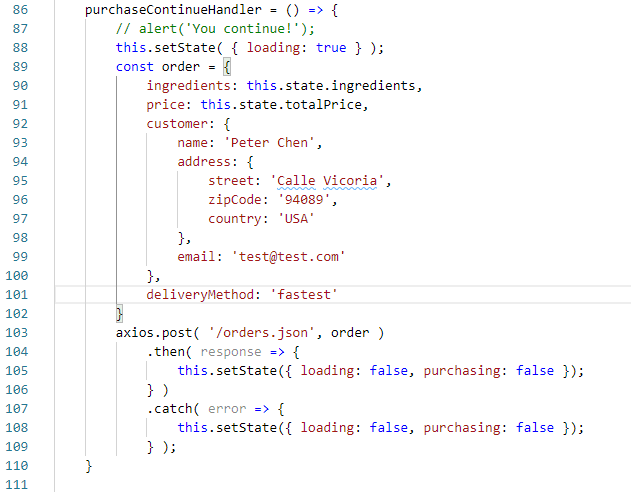 86 purchaseContinueHandler = () => {
87 // alert('You continue!');
88 this.setState( { loading: true } );
89 const order = {
90 ingredients: this.state.ingredients,
91 price: this.state.totalPrice,
92 customer: {
93 name: 'Peter Chen',
94 address: {
95 street: 'Calle Vicoria',
96 zipCode: '94089',
97 country: 'USA'
98 },
99 email: 'test@test.com'
100 },
101 deliveryMethod: 'fastest'
102 }
103 axios.post( '/orders.json', order )
104 .then( response => {
105 this.setState({ loading: false, purchasing: false });
106 } )
107 .catch( error => {
108 this.setState({ loading: false, purchasing: false });
109 } );
110 }
111